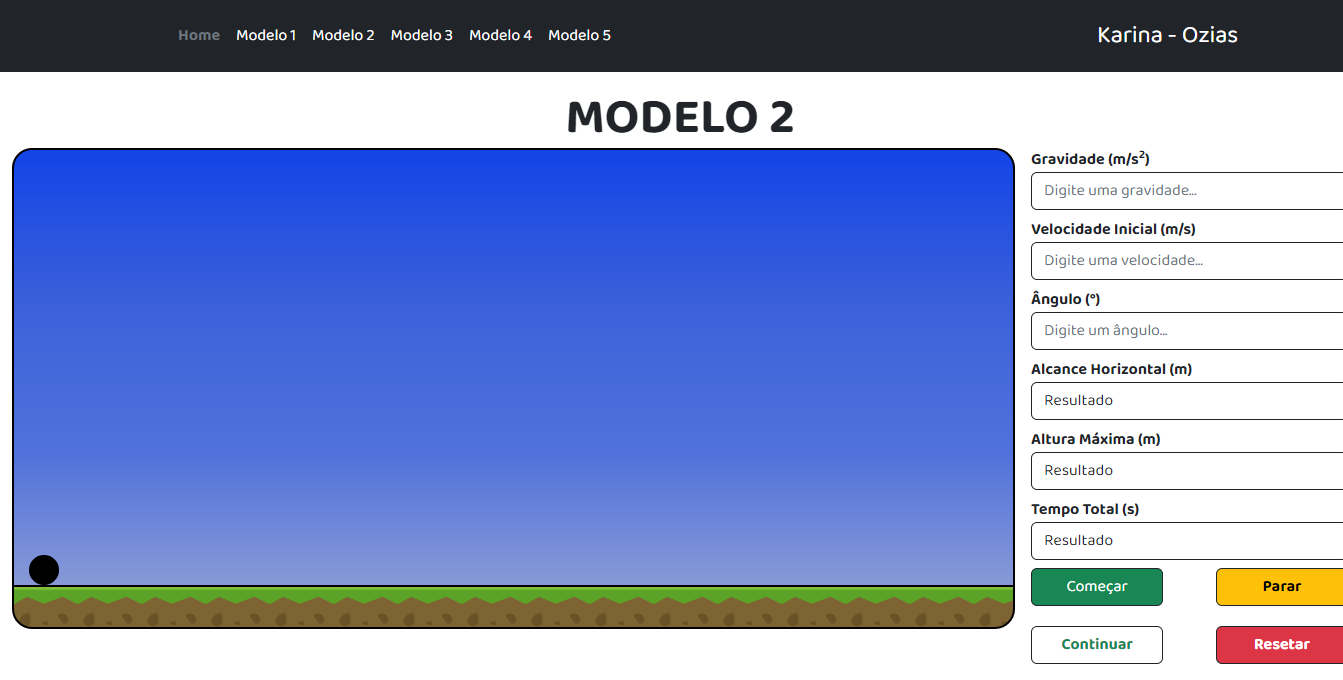 Home Modelo 1 Modelo 2 Modelo 3 Modelo 4 Modelo 5 Karina - Ozias
MODELO 2
Gravidade (m/s²)
Digite uma gravidade...
Velocidade Inicial (m/s)
Digite uma velocidade...
Ângulo (º)
Digite um ângulo...
Alcance Horizontal (m)
Resultado
Altura Máxima (m)
Resultado
Tempo Total (s)
Resultado
Começar Parar
Continuar Resetar